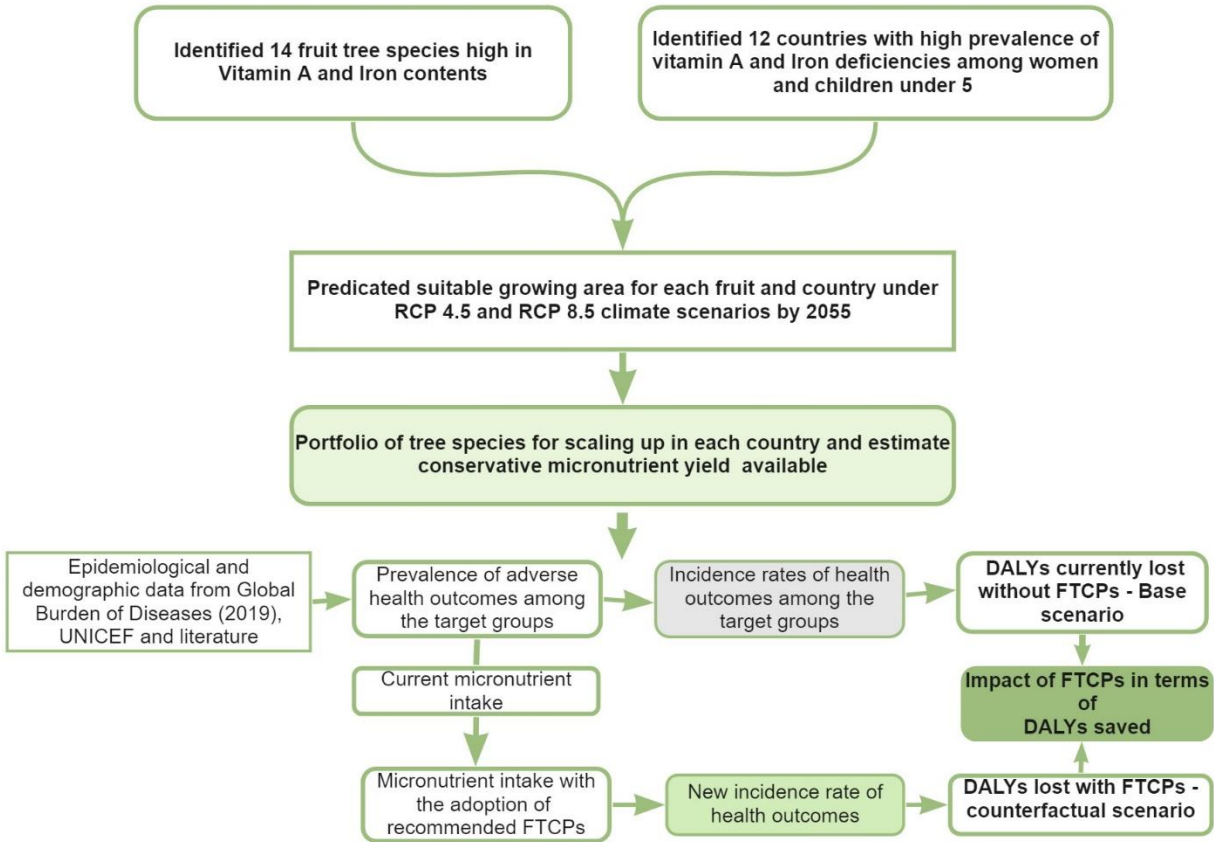 Identified 14 fruit tree species high in
Vitamin A and Iron contents
Identified 12 countries with high prevalence of
vitamin A and Iron deficiencies among women
and children under 5
Predicated suitable growing area for each fruit and country under
RCP 4.5 and RCP 8.5 climate scenarios by 2055
Portfolio of tree species for scaling up in each country and estimate
conservative micronutrient yield available
Epidemiological and
demographic data from Global
Burden of Diseases (2019),
UNICEF and literature
Prevalence of adverse
health outcomes among
the target groups
Incidence rates of health
outcomes among the
target groups
DALYs currently lost
without FTCPs - Base
scenario
Current micronutrient
intake
Impact of FTCPs in terms
of
DALYs saved
Micronutrient intake with
the adoption of
recommended FTCPs
New incidence rate of
health outcomes
DALYs lost with FTCPs -
counterfactual scenario